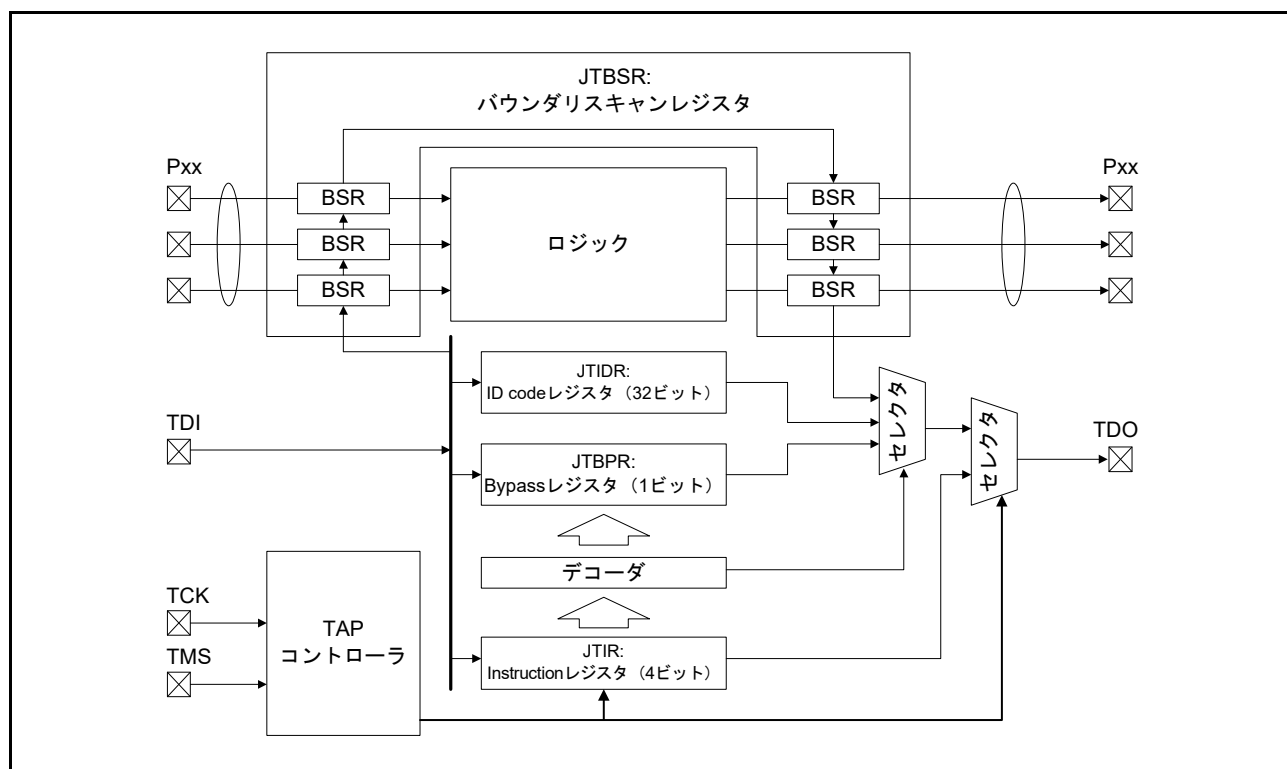 JTBSR:
バウンダリスキャンレジスタ
Pxx
Pxx
BSR
BSR
BSR
ロジック
BSR
BSR
BSR
JTIDR:
ID codeレジスタ（32ビット）
TDI
JTBPR:
Bypassレジスタ（1ビット）
セレクタ
セレクタ
TDO
デコーダ
TCK
TMS
TAP
コントローラ
JTIR:
Instructionレジスタ（4ビット）